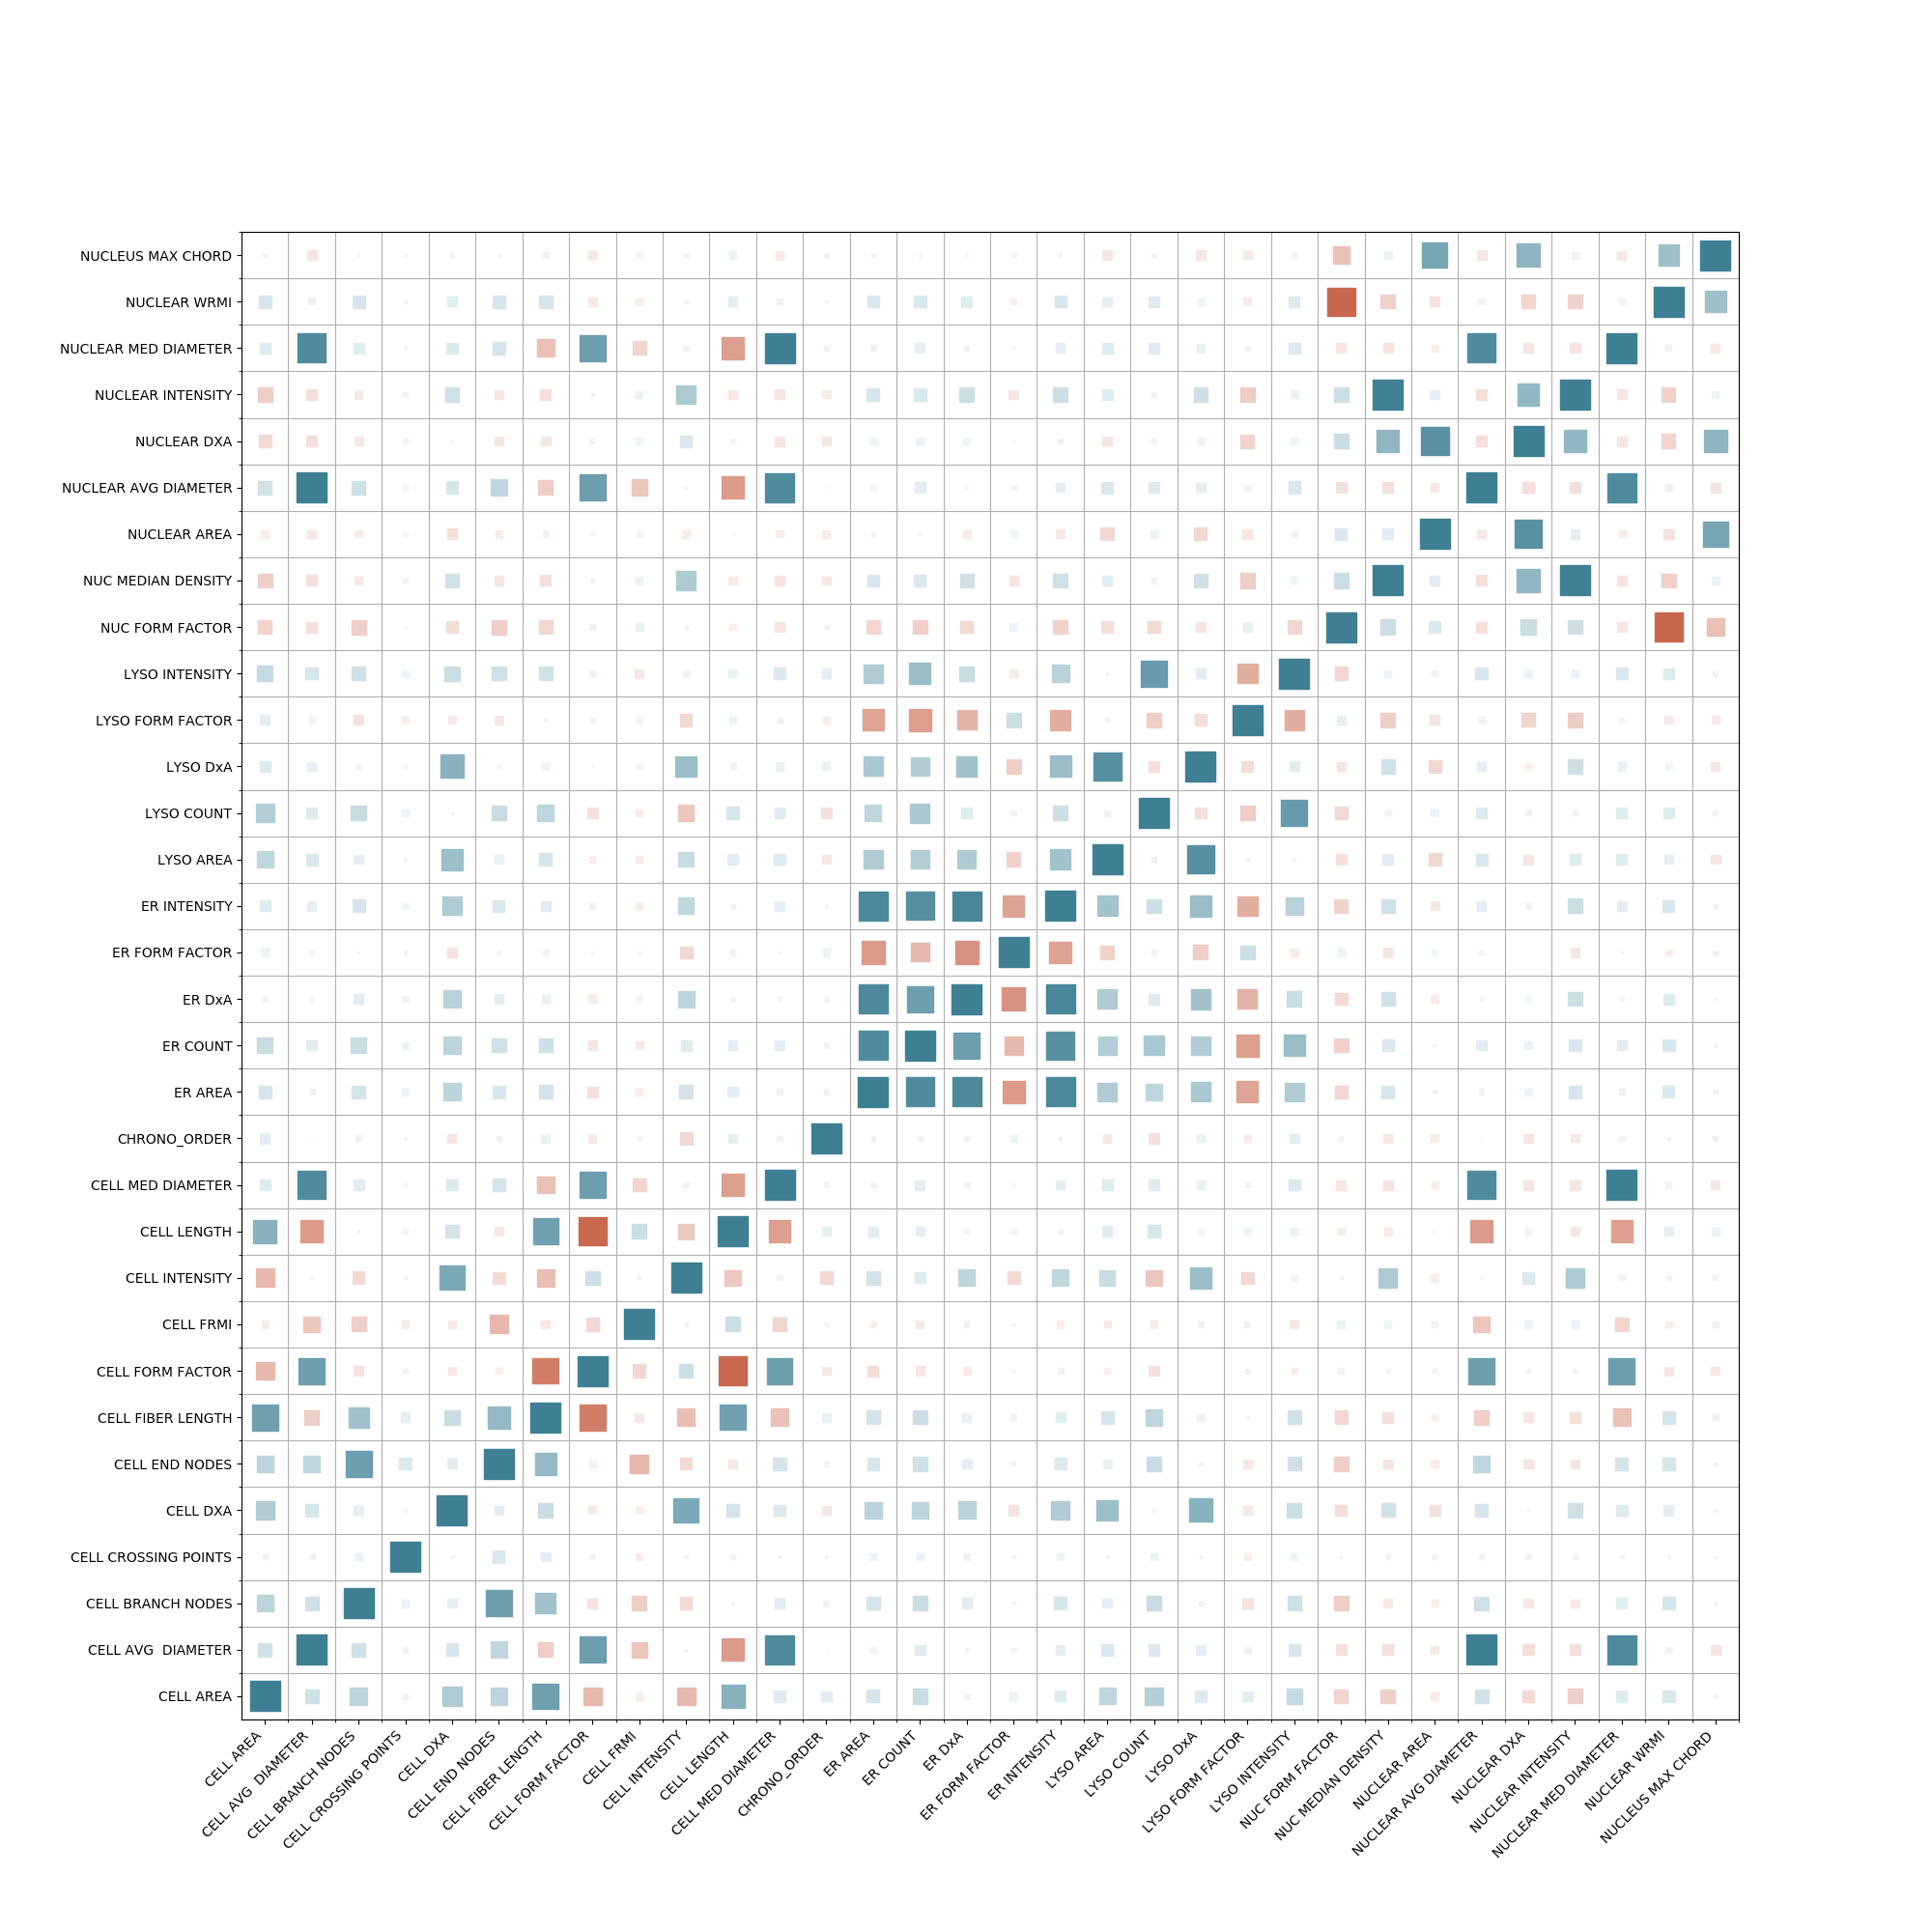 NUCLEUS MAX CHORD
NUCLEAR WRMI
NUCLEAR MED DIAMETER
NUCLEAR INTENSITY
NUCLEAR DXA
NUCLEAR AVG DIAMETER
NUCLEAR AREA
NUC MEDIAN DENSITY
NUC FORM FACTOR
LYSO INTENSITY
LYSO FORM FACTOR
LYSO DxA
LYSO COUNT
LYSO AREA
ER INTENSITY
ER FORM FACTOR
ER DxA
ER COUNT
ER AREA
CHRONO_ORDER
CELL MED DIAMETER
CELL LENGTH
CELL INTENSITY
CELL FRMI
CELL FORM FACTOR
CELL FIBER LENGTH
CELL END NODES
CELL DXA
CELL CROSSING POINTS
CELL BRANCH NODES
CELL AVG  DIAMETER
CELL AREA
CELL AREA
CELL AVG  DIAMETER
CELL BRANCH NODES
CELL CROSSING POINTS
CELL DXA
CELL END NODES
CELL FIBER LENGTH
CELL FORM FACTOR
CELL FRMI
CELL INTENSITY
CELL LENGTH
CELL MED DIAMETER
CHRONO_ORDER
ER AREA
ER COUNT
ER DxA
ER FORM FACTOR
ER INTENSITY
LYSO AREA
LYSO COUNT
LYSO DxA
LYSO FORM FACTOR
LYSO INTENSITY
NUC FORM FACTOR
NUC MEDIAN DENSITY
NUCLEAR AREA
NUCLEAR AVG DIAMETER
NUCLEAR DXA
NUCLEAR INTENSITY
NUCLEAR MED DIAMETER
NUCLEAR WRMI
NUCLEUS MAX CHORD